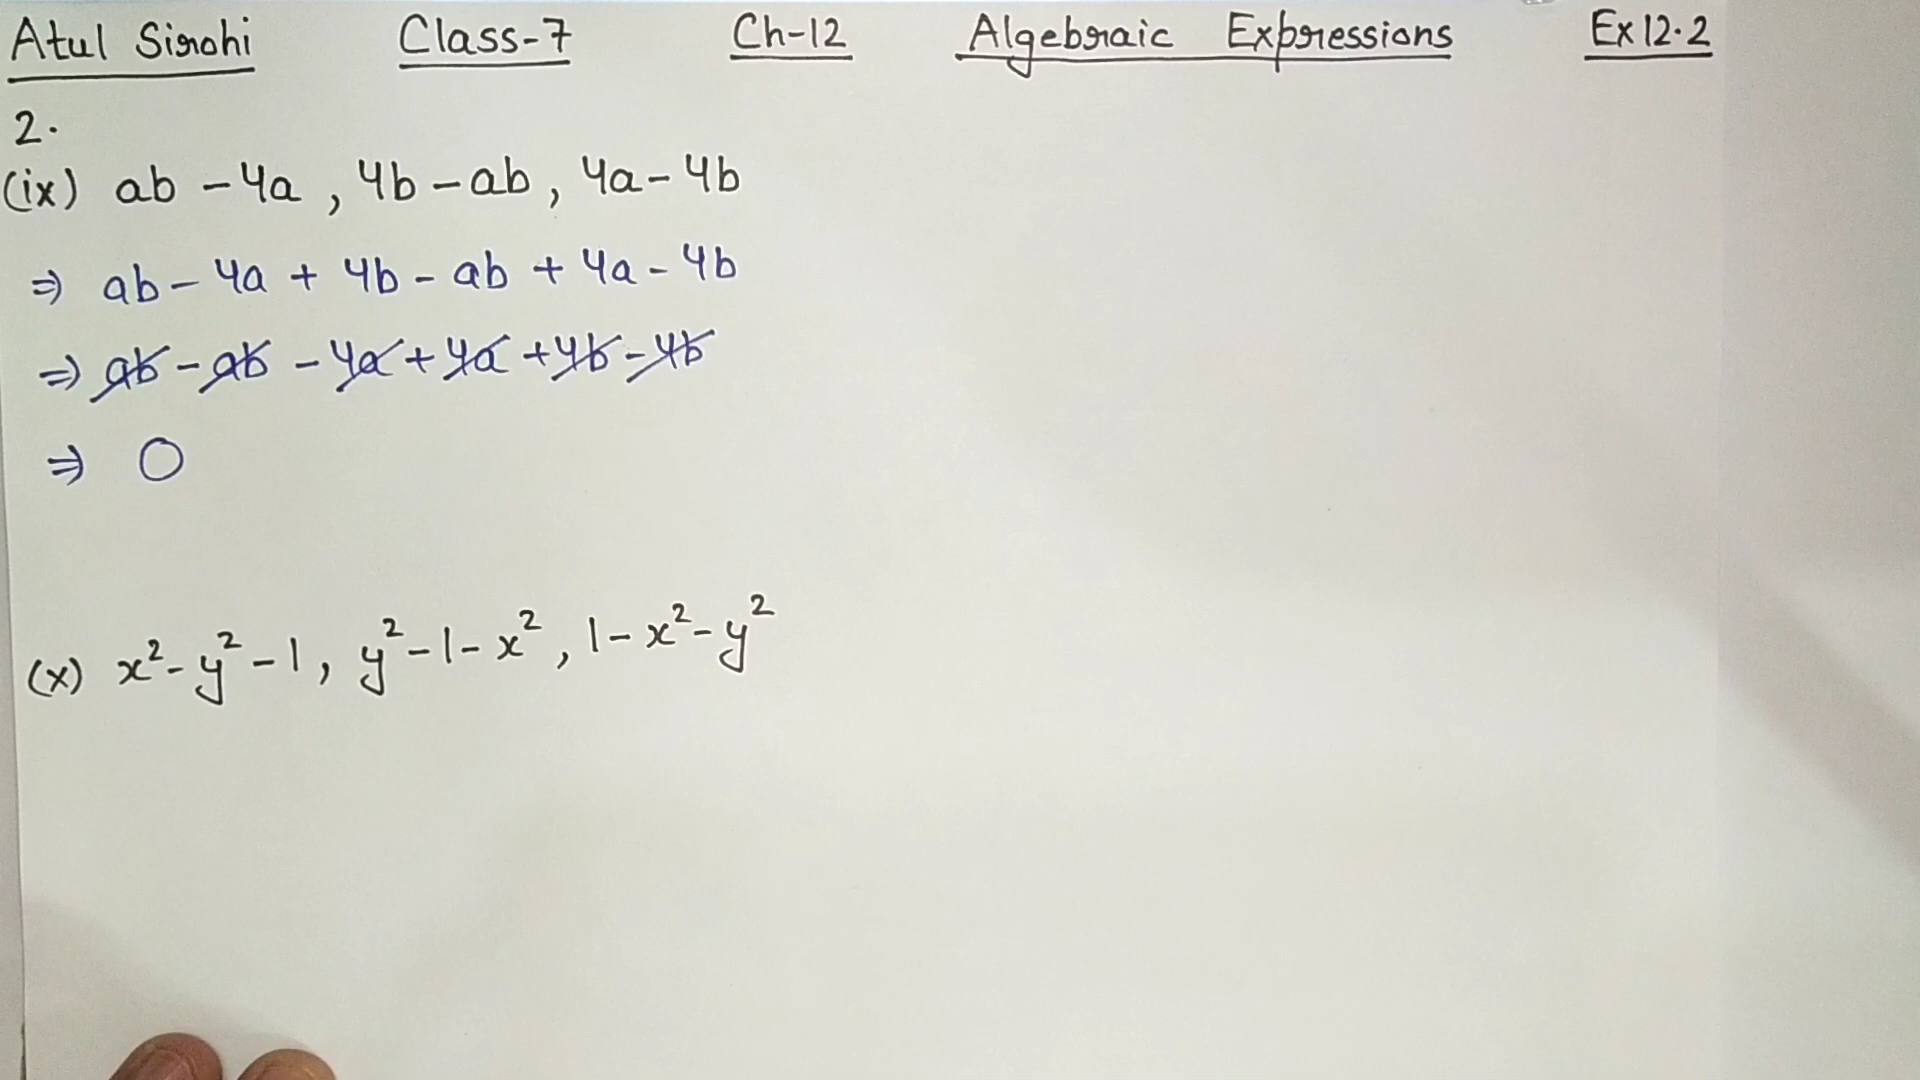 Atul Sirohi Class-7 Ch-12 Algebraic Expressions Ex 12.2
2.
(ix) ab - 4a, 4b - ab, 4a - 4b
⇒ ab - 4a + 4b - ab + 4a - 4b
⇒ ab - ab - 4a + 4a + 4b - 4b
⇒ 0
(x) x² - y² - 1, y² - 1 - x², 1 - x² - y²